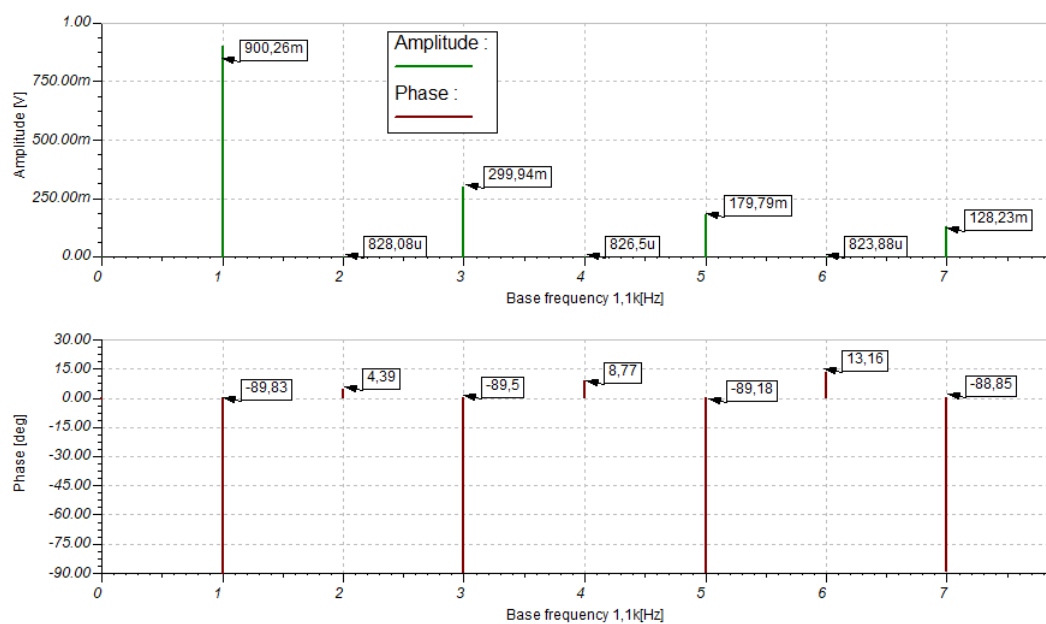 1.00
900,26m
Amplitude :
750.00m
Phase :
Amplitude [V]
500.00m
299,94m
250.00m
179,79m
128,23m
828,08u
826,5u
823,88u
0.00
0 1 2 3 4 5 6 7
Base frequency 1,1k[Hz]
30.00
15.00
13,16
4,39
8,77
-89,83
-89,5
-89,18
-88,85
0.00
-15.00
Phase [deg]
-30.00
-45.00
-60.00
-75.00
-90.00
0 1 2 3 4 5 6 7
Base frequency 1,1k[Hz]